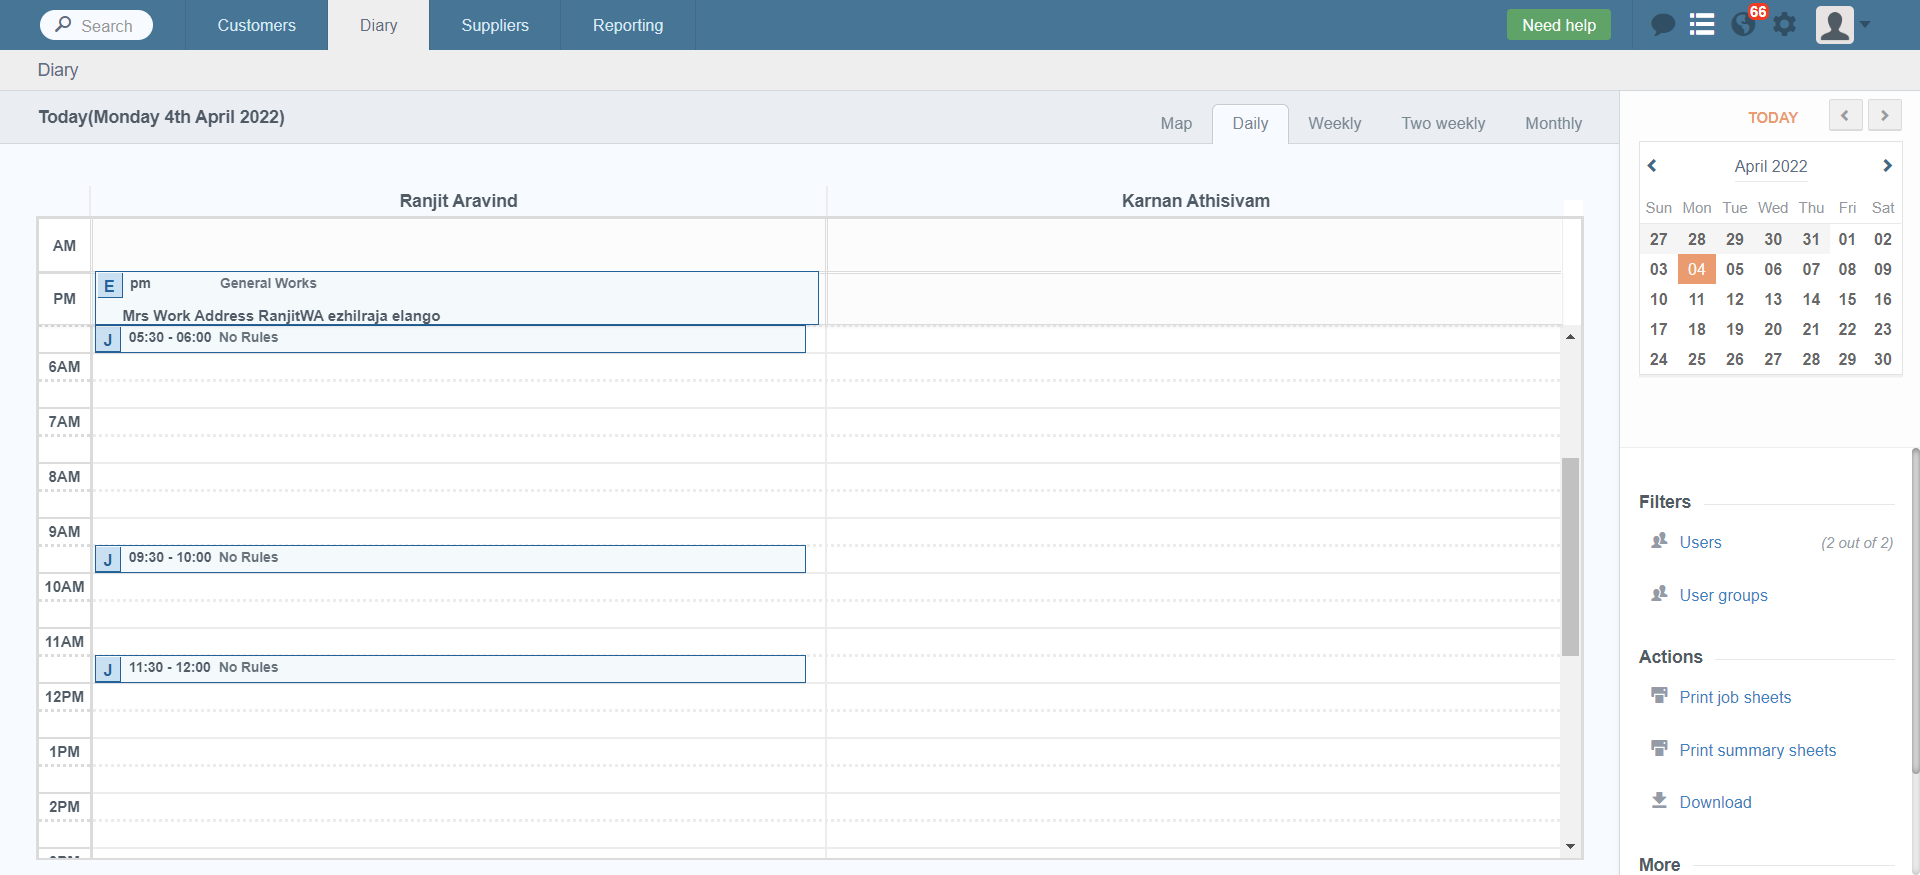 Search
Customers
Diary
Suppliers
Reporting
Need help
66
Diary
Today(Monday 4th April 2022)
Map
Daily
Weekly
Two weekly
Monthly
Ranjit Aravind
Karnan Athisivam
AM
PM
E pm General Works
Mrs Work Address RanjitWA ezhilraja elango
J 05:30 - 06:00 No Rules
6AM
7AM
8AM
9AM
J 09:30 - 10:00 No Rules
10AM
11AM
J 11:30 - 12:00 No Rules
12PM
1PM
2PM
TODAY
April 2022
Sun Mon Tue Wed Thu Fri Sat
27 28 29 30 31 01 02
03 04 05 06 07 08 09
10 11 12 13 14 15 16
17 18 19 20 21 22 23
24 25 26 27 28 29 30
Filters
Users (2 out of 2)
User groups
Actions
Print job sheets
Print summary sheets
Download
More